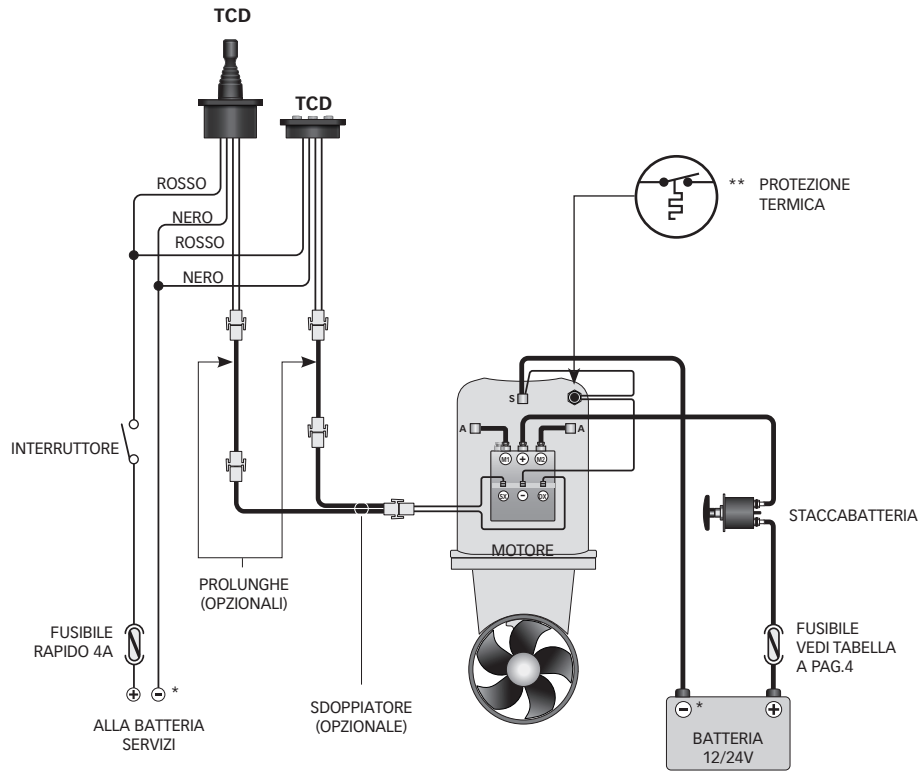 TCD
TCD
ROSSO
NERO
ROSSO
NERO
** PROTEZIONE
TERMICA
S
A
A
M1
+
M2
SX
-
DX
INTERRUTTORE
STACCABATTERIA
MOTORE
PROLUNGHE
(OPZIONALI)
FUSIBILE
RAPIDO 4A
FUSIBILE
VEDI TABELLA
A PAG.4
SDOPPIATORE
(OPZIONALE)
+ - *
ALLA BATTERIA
SERVIZI
- * +
BATTERIA
12/24V